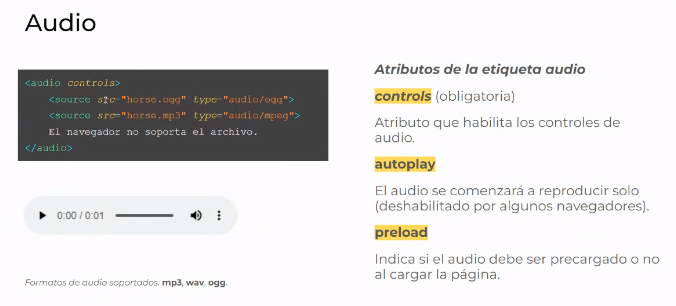 Audio
<audio controls>
<source src="horse.ogg" type="audio/ogg">
<source src="horse.mp3" type="audio/mpeg">
El navegador no soporta el archivo.
</audio>
0:00 / 0:01
Formatos de audio soportados: mp3, wav, ogg.
Atributos de la etiqueta audio
controls (obligatoria)
Atributo que habilita los controles de
audio.
autoplay
El audio se comenzará a reproducir solo
(deshabilitado por algunos navegadores).
preload
Indica si el audio debe ser precargado o no
al cargar la página.